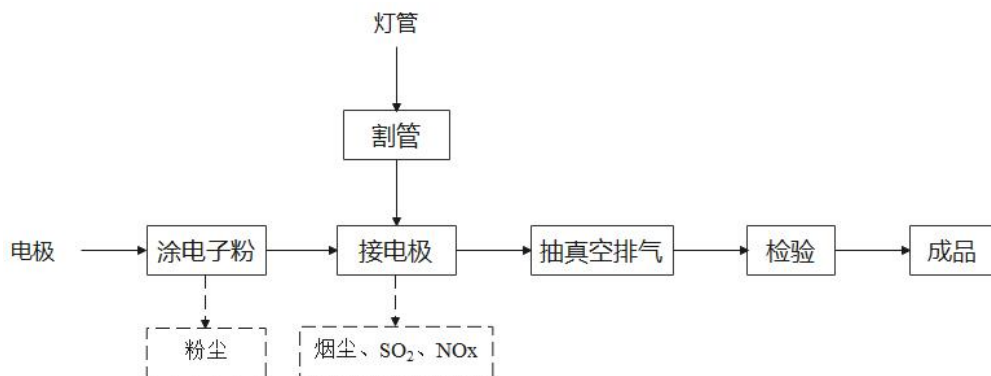 灯管
割管
电极
涂电子粉
接电极
抽真空排气
检验
成品
粉尘
烟尘、SO₂、NOx